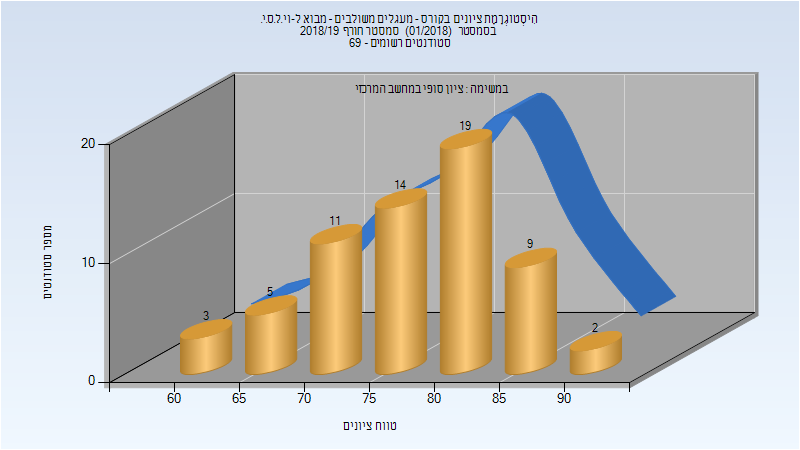 הִיסְטוֹגְרָמַת ציונים בקורס - מעגלים משולבים - מבוא ל-וי.ל.ס.י.
בסמסטר (01/2018) סמסטר חורף 2018/19
סטודנטים רשומים - 69
במשימה : ציון סופי במחשב המרכזי
מספר סטודנטים
20
10
0
3
5
11
14
19
9
2
60
65
70
75
80
85
90
טווח ציונים